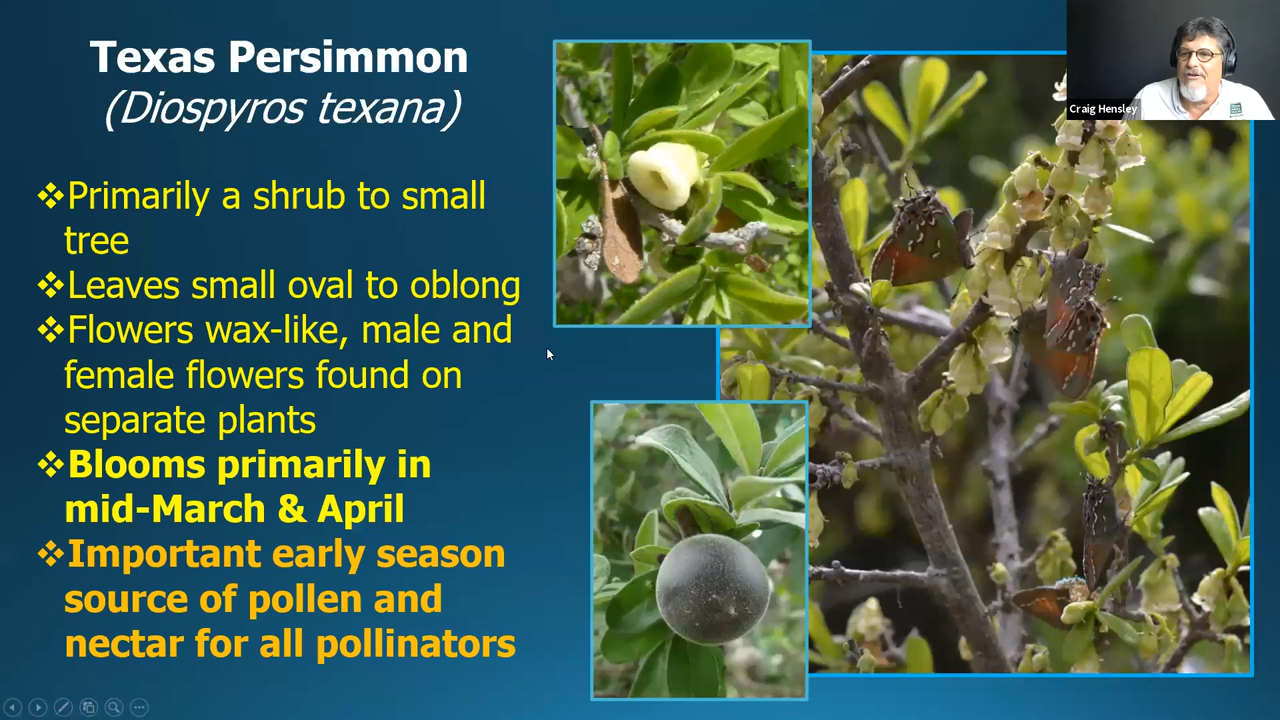 Texas Persimmon
(Diospyros texana)
❖Primarily a shrub to small
tree
❖Leaves small oval to oblong
❖Flowers wax-like, male and
female flowers found on
separate plants
❖Blooms primarily in
mid-March & April
❖Important early season
source of pollen and
nectar for all pollinators
Craig Hensley